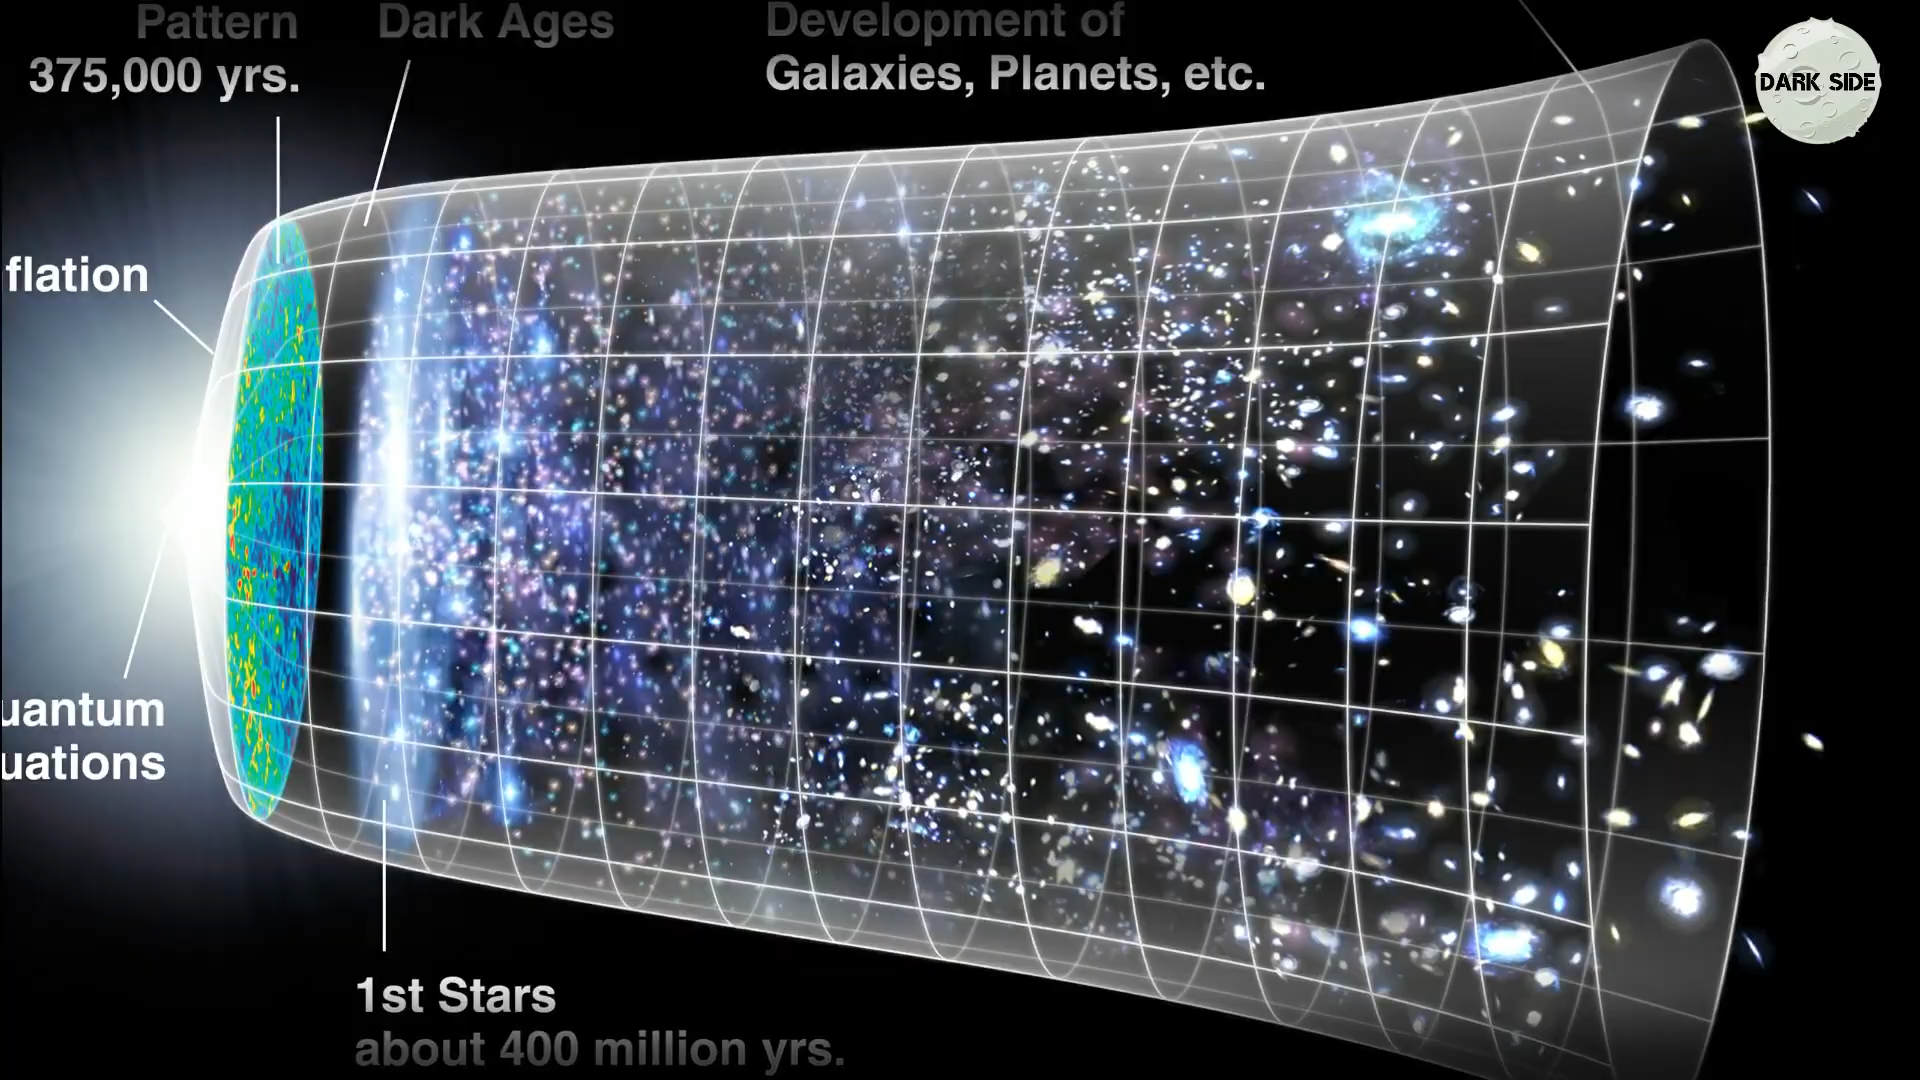 Pattern
375,000 yrs.
Dark Ages
Development of
Galaxies, Planets, etc.
DARK SIDE
flation
uantum
uations
1st Stars
about 400 million yrs.